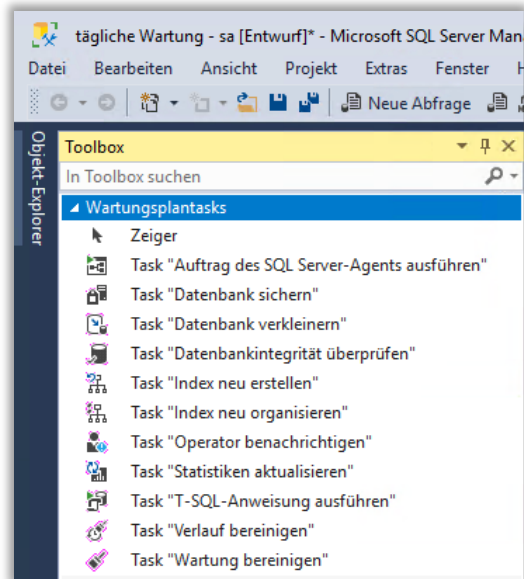 tägliche Wartung - sa [Entwurf]* - Microsoft SQL Server Man
Datei Bearbeiten Ansicht Projekt Extras Fenster
Neue Abfrage
Objekt-Explorer
Toolbox
In Toolbox suchen
Wartungsplantasks
Zeiger
Task "Auftrag des SQL Server-Agents ausführen"
Task "Datenbank sichern"
Task "Datenbank verkleinern"
Task "Datenbankintegrität überprüfen"
Task "Index neu erstellen"
Task "Index neu organisieren"
Task "Operator benachrichtigen"
Task "Statistiken aktualisieren"
Task "T-SQL-Anweisung ausführen"
Task "Verlauf bereinigen"
Task "Wartung bereinigen"